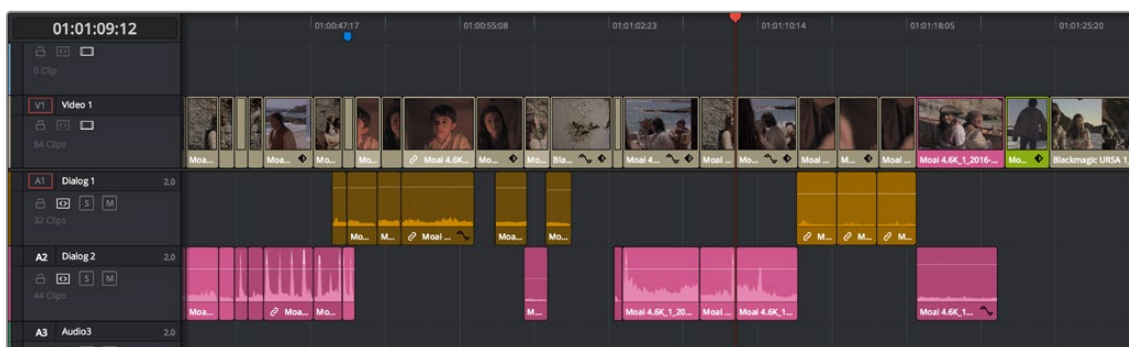 01:01:09:12
01:00:47:17
01:00:55:08
01:01:02:23
01:01:10:14
01:01:18:05
01:01:25:20
9 Clip
V1 Video 1
84 Clips
Moa...
Moa...
Mo...
Mo...
Moai 4.6K...
Mo...
Mo...
Bla...
Moai 4...
Moai ...
Mo...
Moai ...
M...
Moai ...
Moai 4.6K_1_2016-...
Mo...
Blackmagic URSA 1_
A1 Dialog 1 2.0
S M
32 Clips
Mo...
M...
Moai ...
Moa...
Mo...
M...
M...
M...
A2 Dialog 2 2.0
S M
44 Clips
Moa...
Moa...
Mo...
M...
Moai 4.6K_1_20...
Moai ...
Moai 4.6K_1...
Moai 4.6K_1...
A3 Audio3 2.0